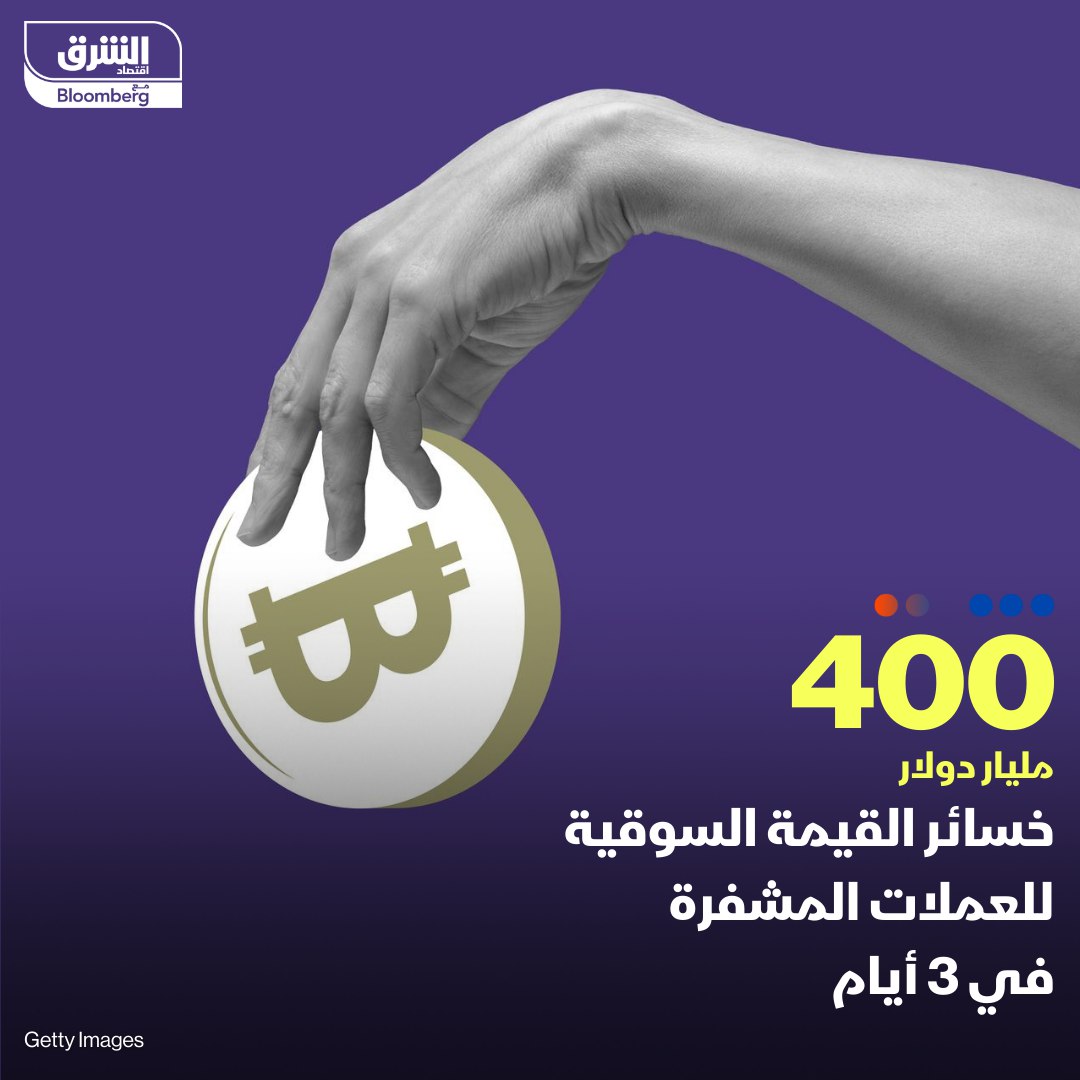 الشرق
اقتصاد
مع
Bloomberg
400
مليار دولار
خسائر القيمة السوقية
للعملات المشفرة
في 3 أيام
Getty Images